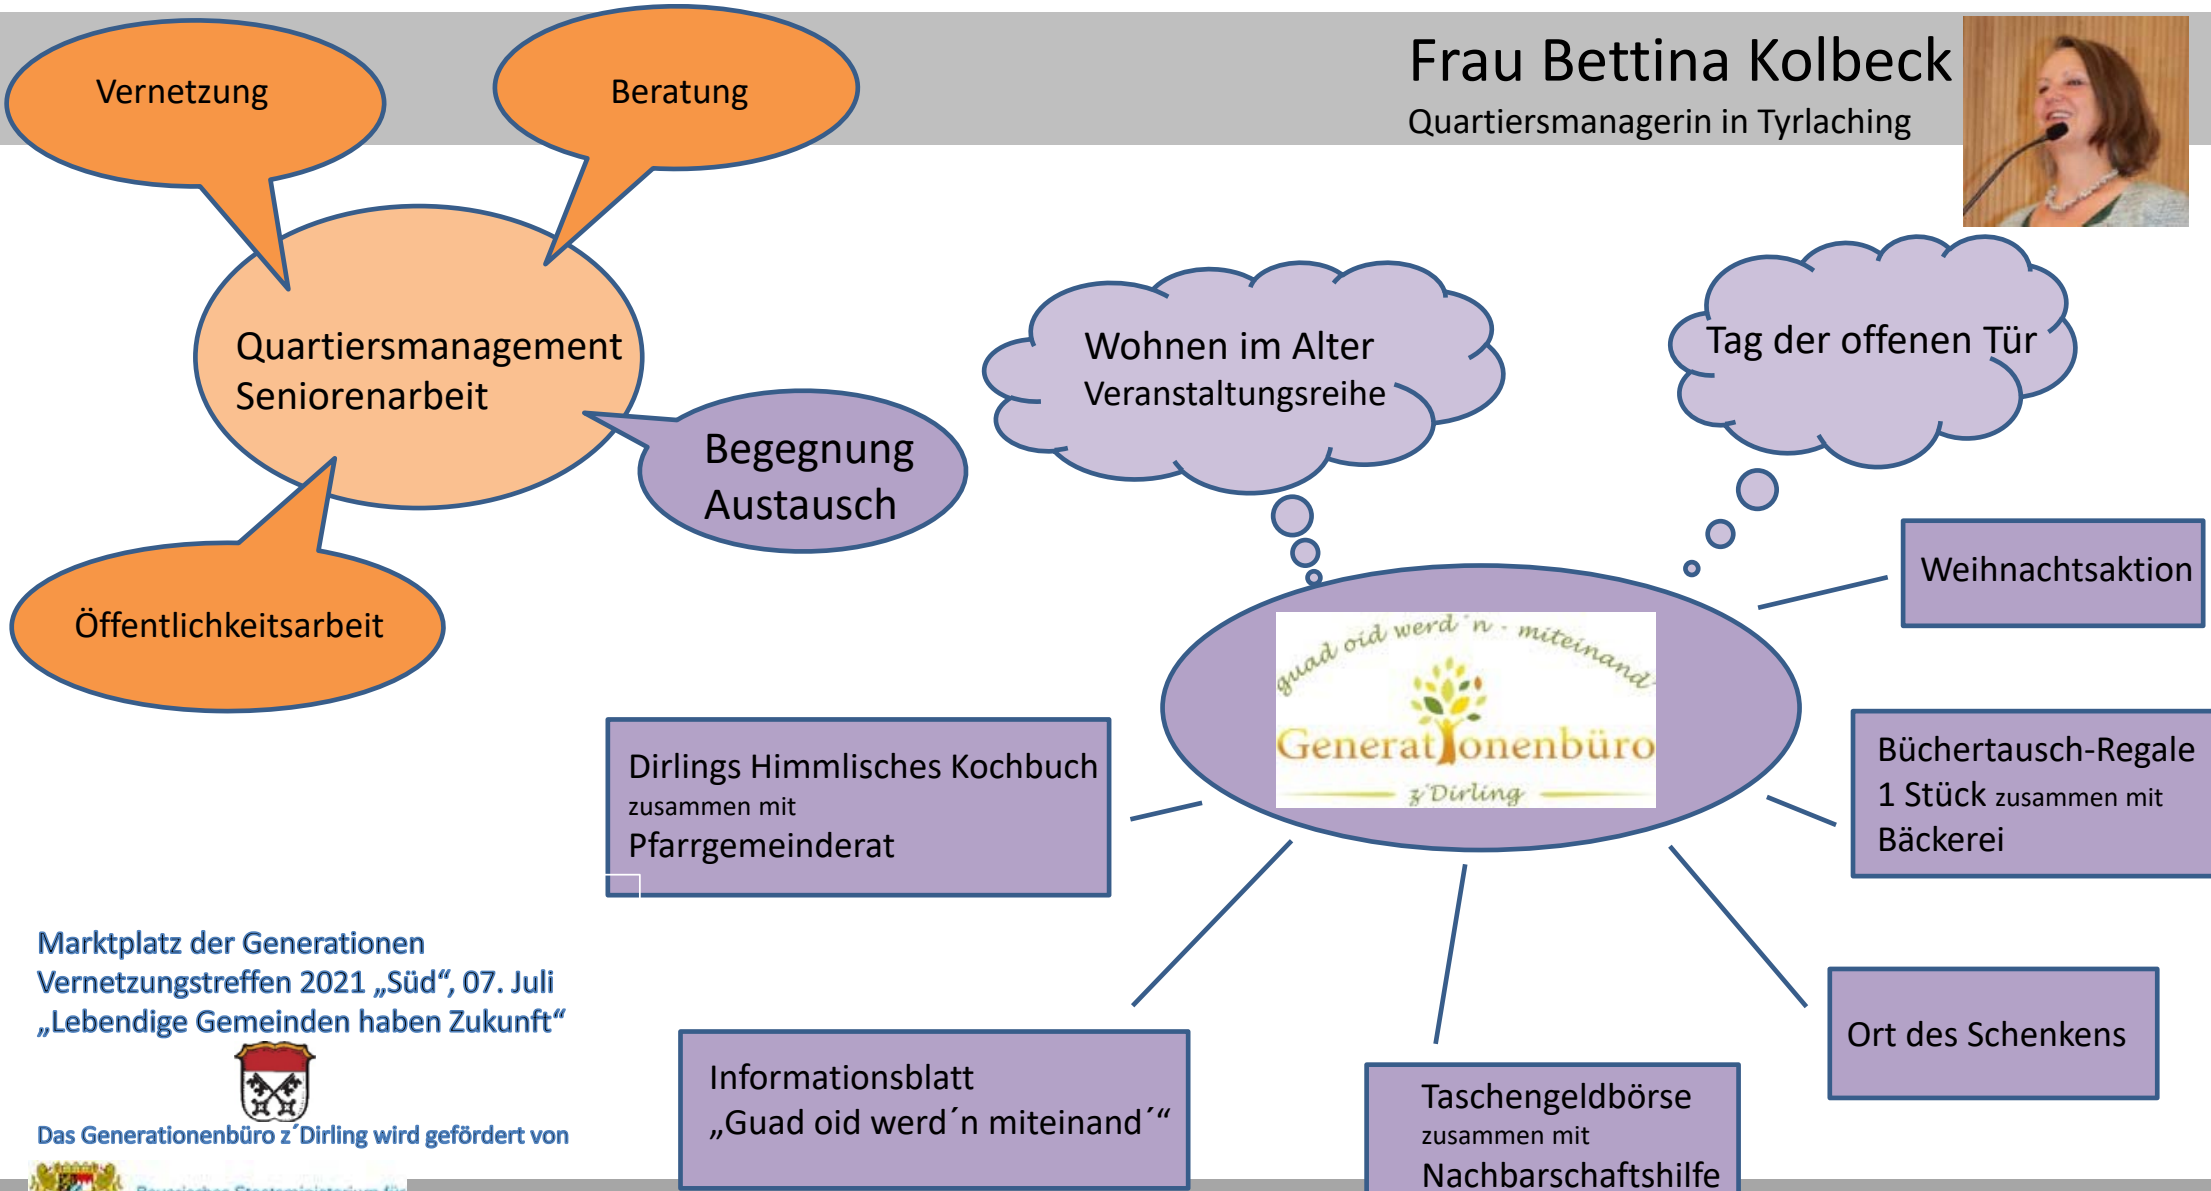 Frau Bettina Kolbeck
Quartiersmanagerin in Tyrlaching
Vernetzung
Beratung
Quartiersmanagement
Seniorenarbeit
Begegnung
Austausch
Öffentlichkeitsarbeit
Wohnen im Alter
Veranstaltungsreihe
Tag der offenen Tür
Weihnachtsaktion
guad oid werd´n - miteinand´
Generationenbüro
z´Dirling
Dirlings Himmlisches Kochbuch
zusammen mit
Pfarrgemeinderat
Büchertausch-Regale
1 Stück zusammen mit
Bäckerei
Ort des Schenkens
Informationsblatt
„Guad oid werd´n miteinand´“
Taschengeldbörse
zusammen mit
Nachbarschaftshilfe
Marktplatz der Generationen
Vernetzungstreffen 2021 „Süd“, 07. Juli
„Lebendige Gemeinden haben Zukunft“
Das Generationenbüro z´Dirling wird gefördert von
Bayerisches Staatsministerium für